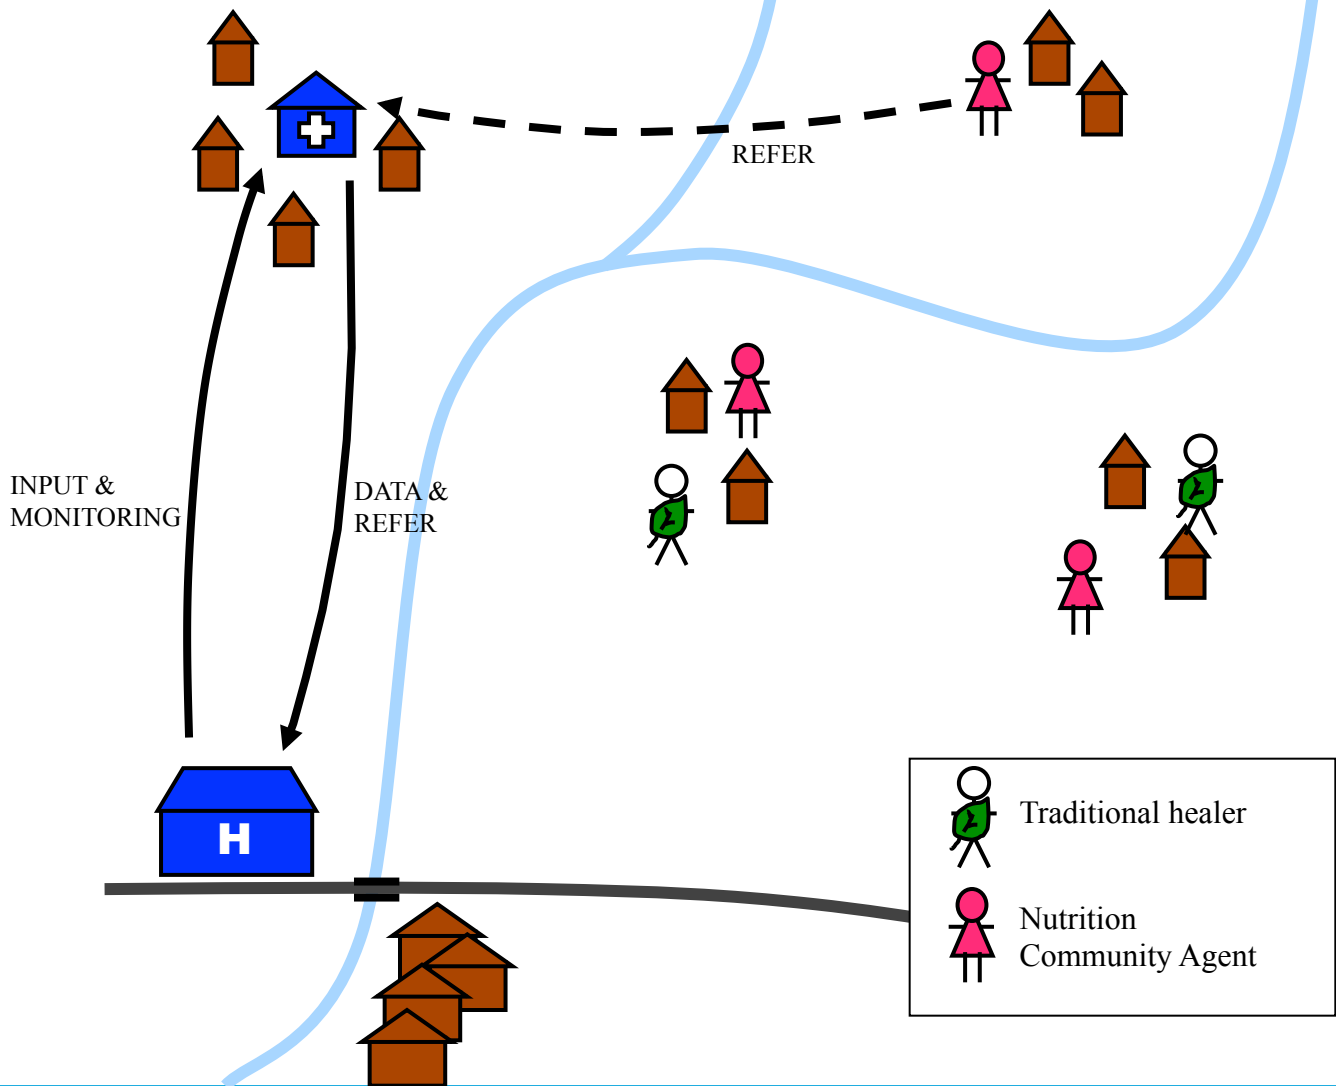 REFER
INPUT &
MONITORING
DATA &
REFER
H
Traditional healer
Nutrition
Community Agent